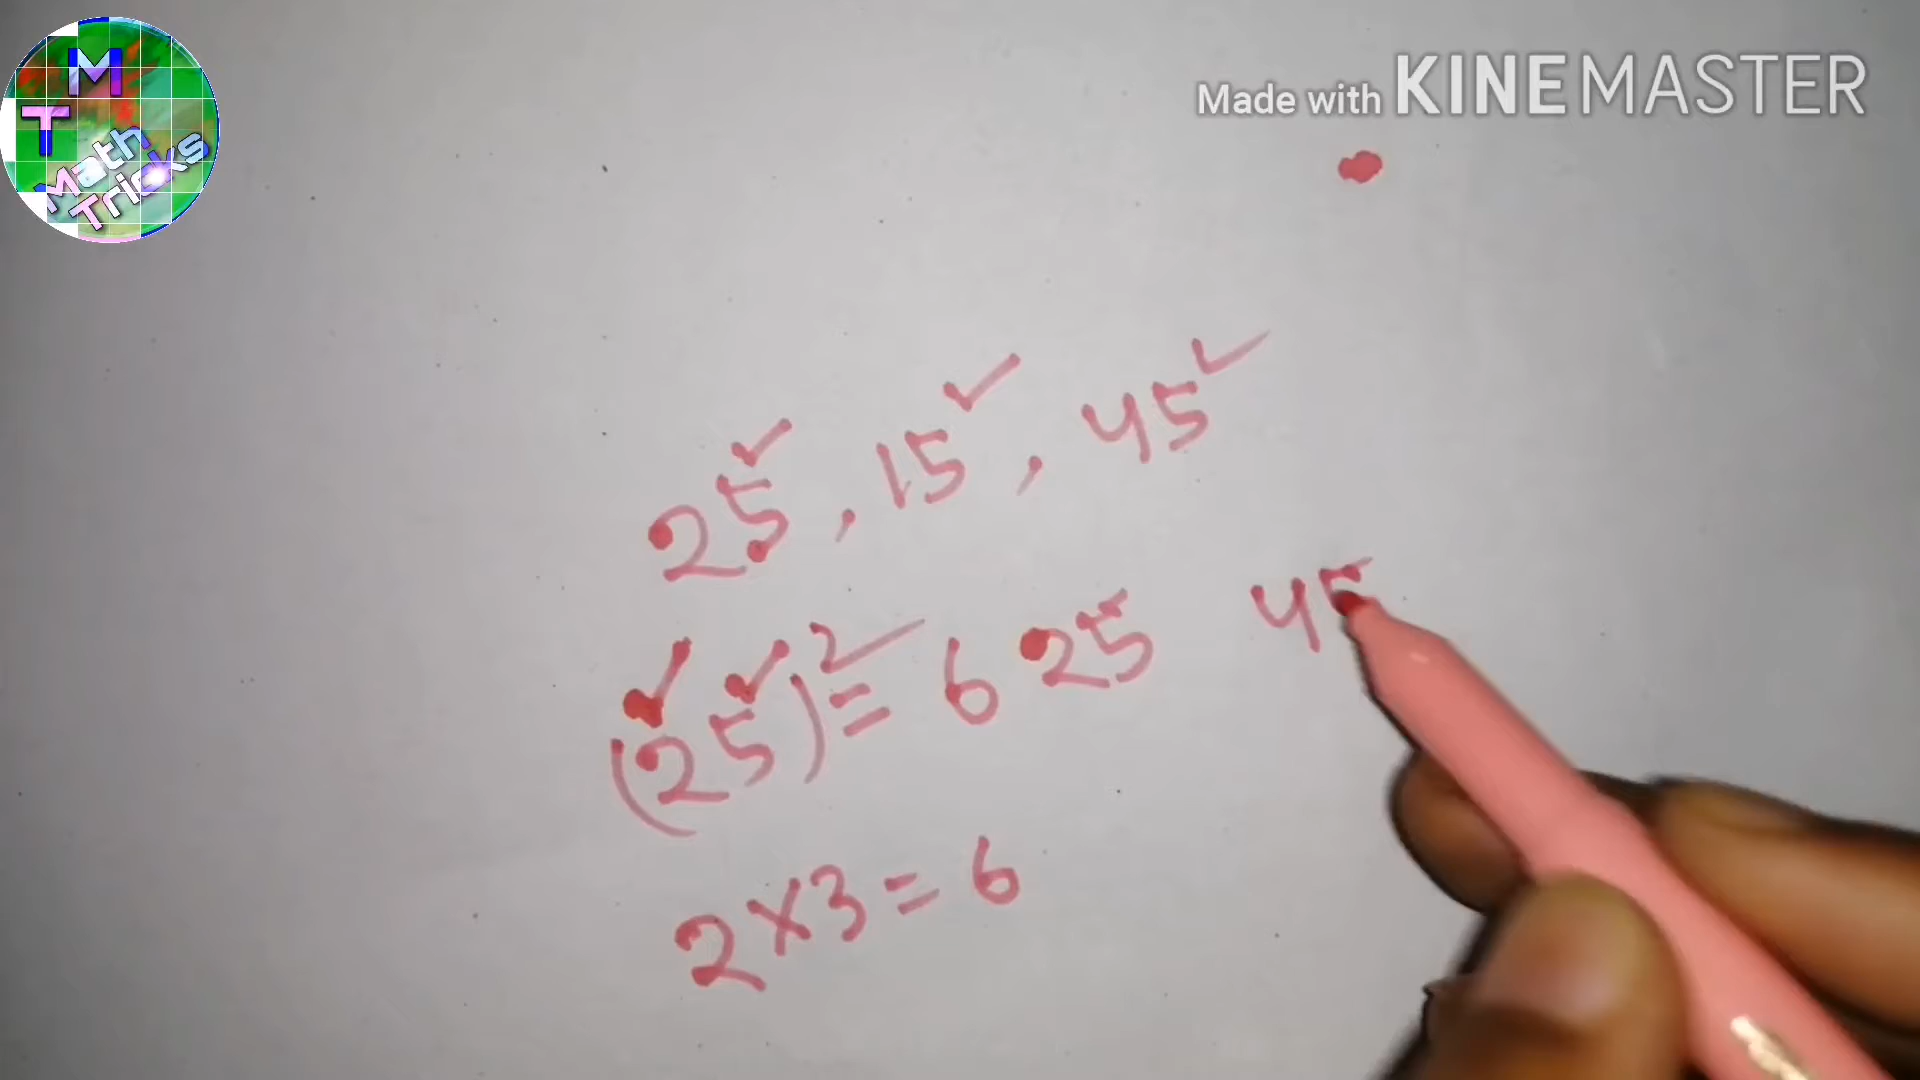 M
T
Math
Tricks
Made with KINEMASTER
25, 15, 45
(25)² = 625 45
2×3=6